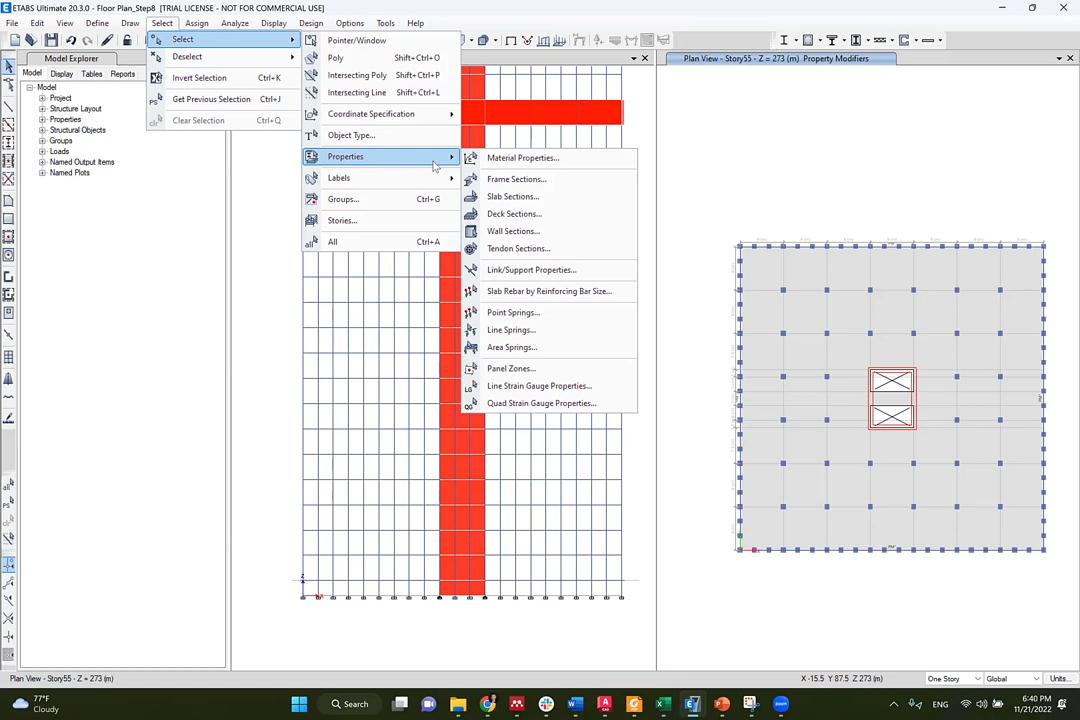 ETABS Ultimate 20.3.0 - Floor Plan_Step8 [TRIAL LICENSE - NOT FOR COMMERCIAL USE]
File Edit View Define Draw Select Assign Analyze Display Design Options Tools Help
Model Explorer
Model Display Tables Reports
Model
Project
Structure Layout
Properties
Structural Objects
Groups
Loads
Named Output Items
Named Plots
Select
Deselect
Invert Selection Ctrl+K
Get Previous Selection Ctrl+J
Clear Selection Ctrl+Q
Pointer/Window
Poly Shift+Ctrl+O
Intersecting Poly Shift+Ctrl+P
Intersecting Line Shift+Ctrl+L
Coordinate Specification
Object Type...
Properties
Labels
Groups... Ctrl+G
Stories...
All Ctrl+A
Material Properties...
Frame Sections...
Slab Sections...
Deck Sections...
Wall Sections...
Tendon Sections...
Link/Support Properties...
Slab Rebar by Reinforcing Bar Size...
Point Springs...
Line Springs...
Area Springs...
Panel Zones...
Line Strain Gauge Properties...
Quad Strain Gauge Properties...
Plan View - Story55 - Z = 273 (m) Property Modifiers
Plan View - Story55 - Z = 273 (m)
X -15.5 Y 87.5 Z 273 (m)
One Story
Global
Units...
77°F
Cloudy
Search
ENG
6:40 PM
11/21/2022